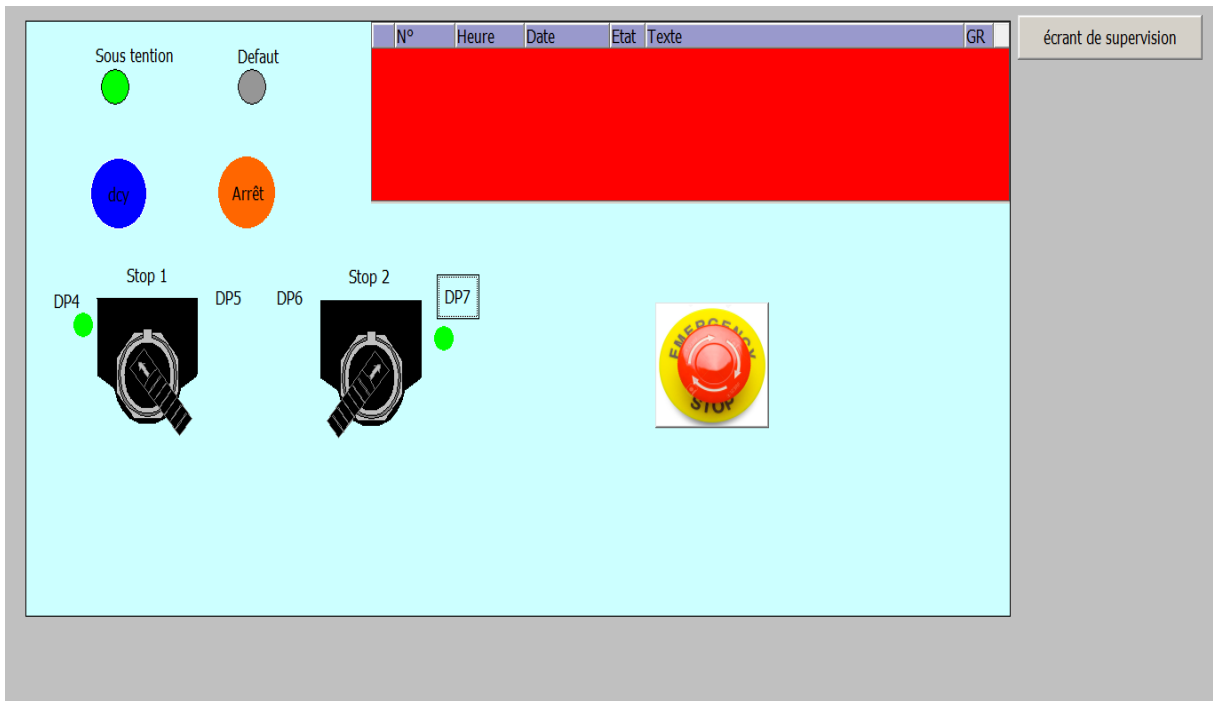 N° Heure Date Etat Texte GR
écrant de supervision
Sous tention Defaut
dcy Arrêt
Stop 1 Stop 2
DP4 DP5 DP6 DP7
EMERGENCY
STOP